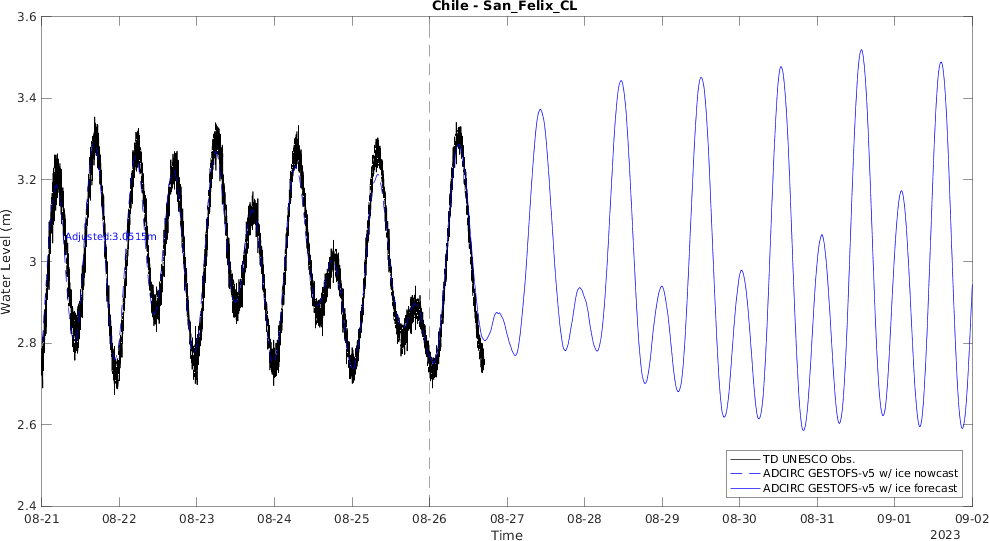 Chile - San_Felix_CL
3.6
3.4
3.2
3
2.8
2.6
2.4
Water Level (m)
Adjusted:3.0515m
TD UNESCO Obs.
ADCIRC GESTOFS-v5 w/ ice nowcast
ADCIRC GESTOFS-v5 w/ ice forecast
08-21 08-22 08-23 08-24 08-25 08-26 08-27 08-28 08-29 08-30 08-31 09-01 09-02
Time
2023